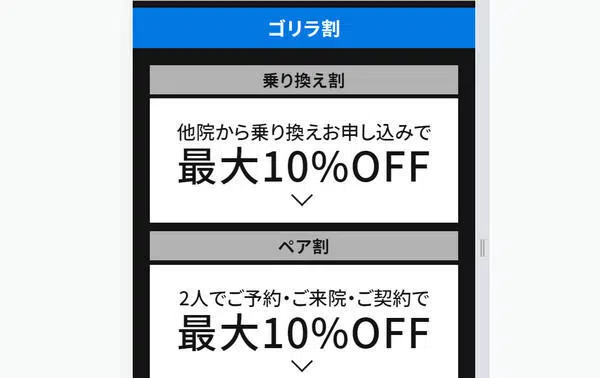 ゴリラ割
乗り換え割
他院から乗り換えお申し込みで
最大10%OFF
ペア割
2人でご予約・ご来院・ご契約で
最大10%OFF